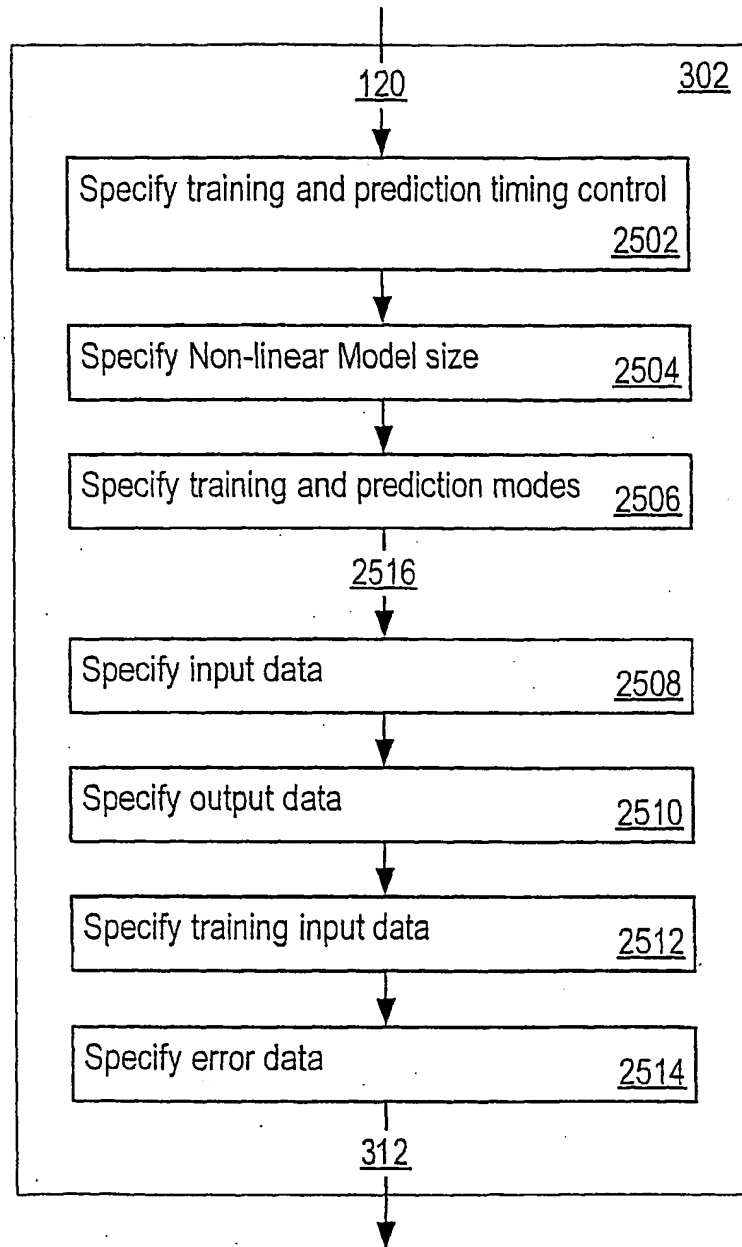 120
302
Specify training and prediction timing control
2502
Specify Non-linear Model size
2504
Specify training and prediction modes
2506
2516
Specify input data
2508
Specify output data
2510
Specify training input data
2512
Specify error data
2514
312